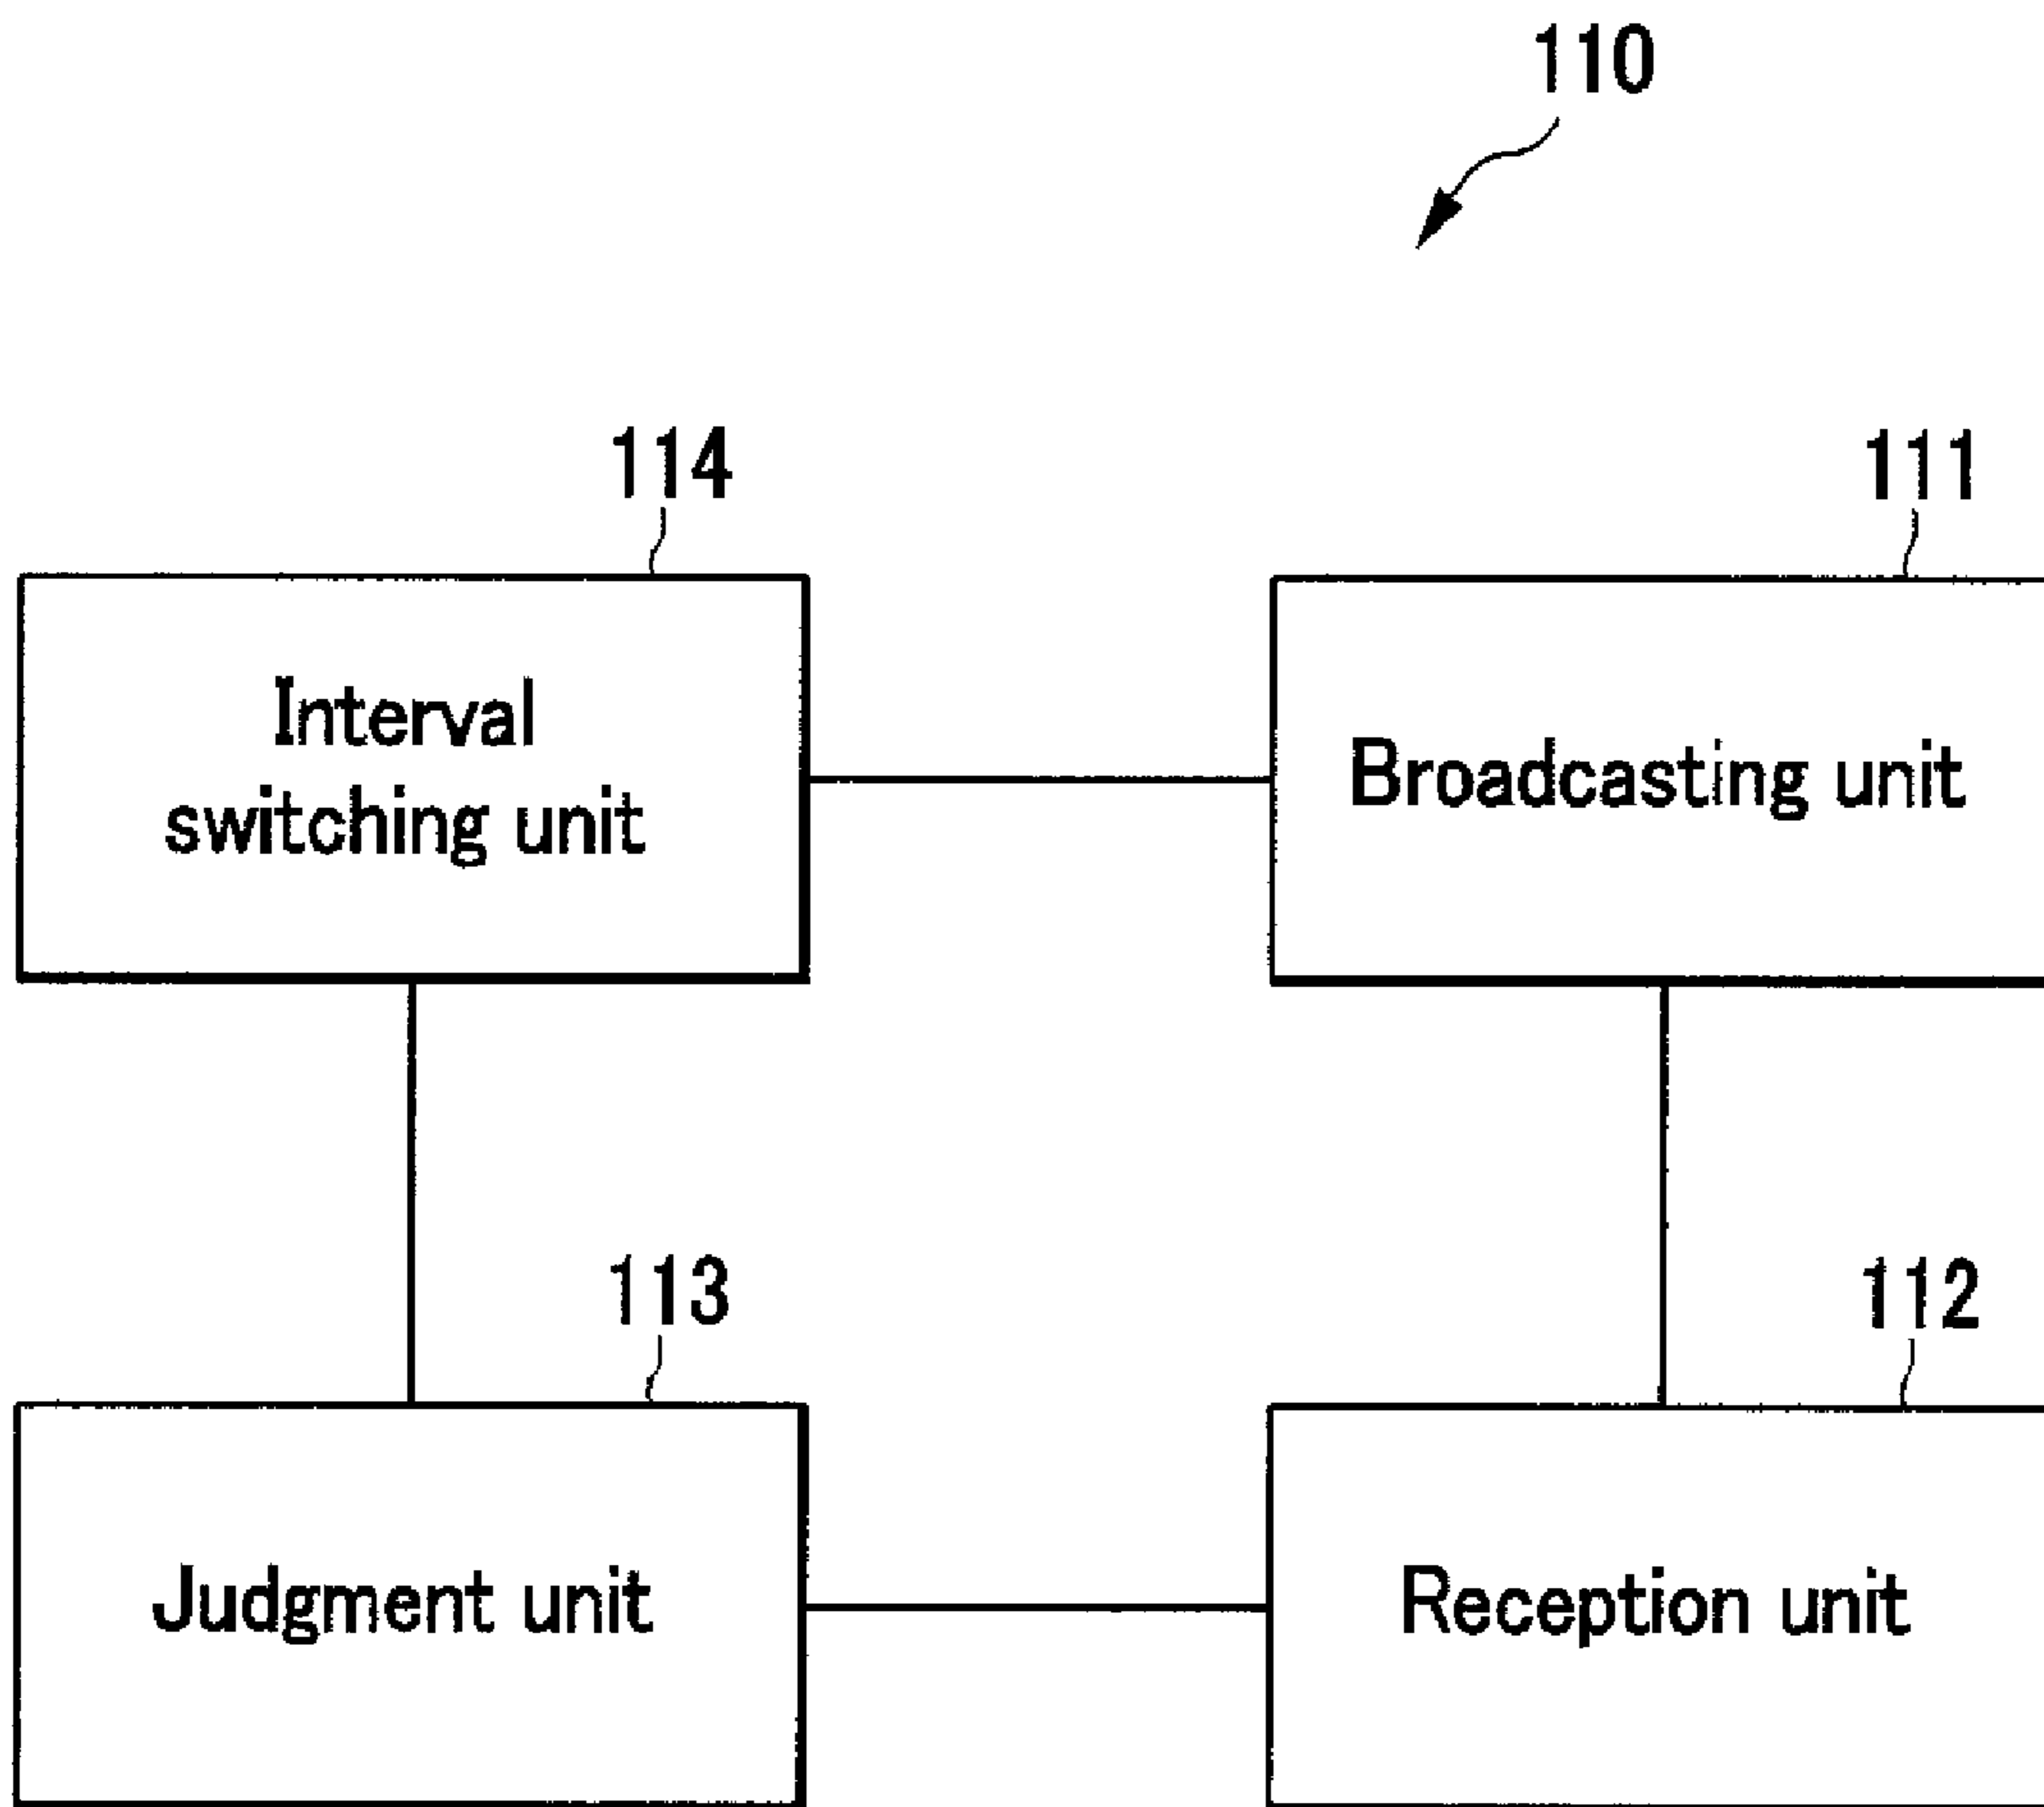 110
114
111
Interval
switching unit
Broadcasting unit
113
112
Judgment unit
Reception unit